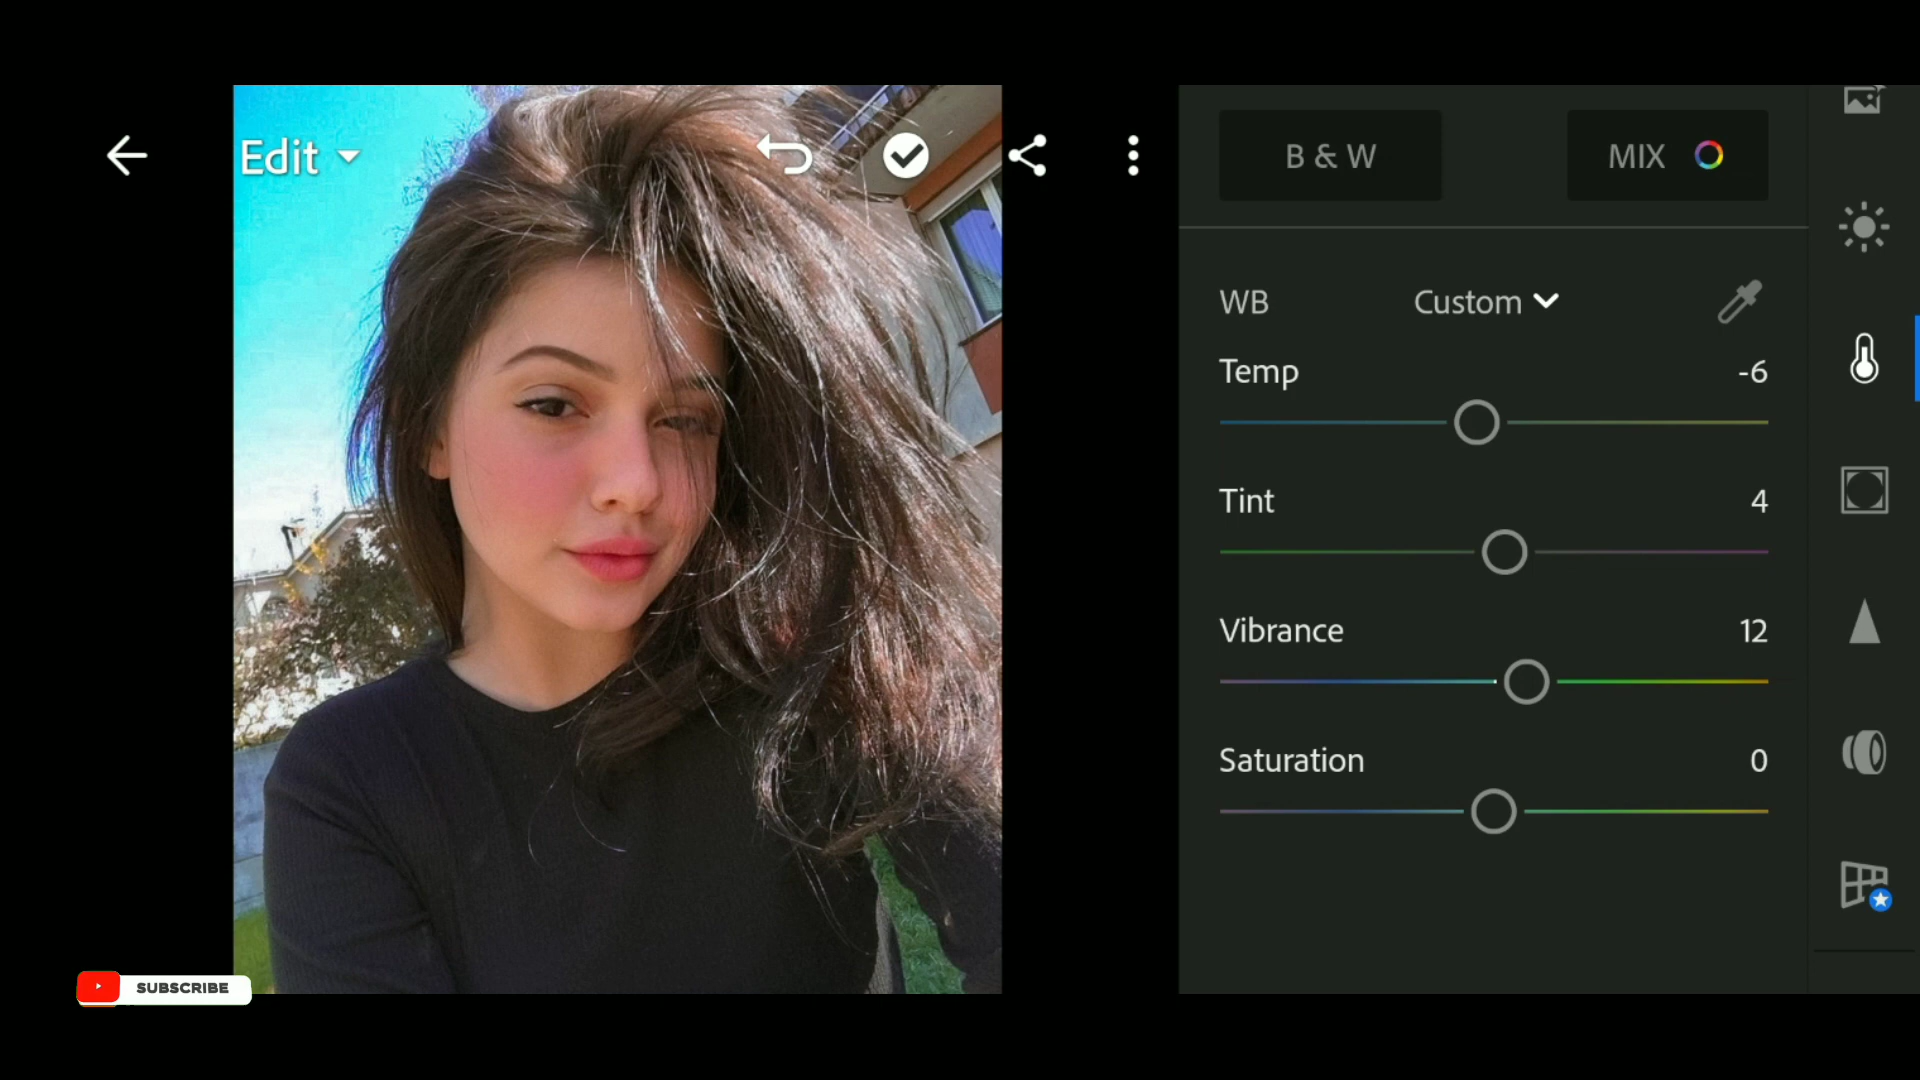 Edit
B & W
MIX
WB Custom
Temp -6
Tint 4
Vibrance 12
Saturation 0
SUBSCRIBE